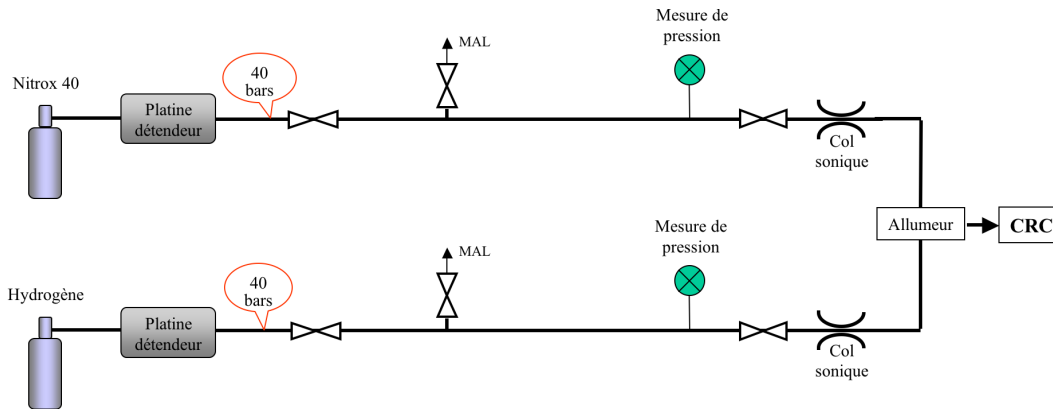 Mesure de
pression
MAL
40
bars
Nitrox 40
Platine
détendeur
Col
sonique
Allumeur
CRC
Mesure de
pression
MAL
40
bars
Hydrogène
Platine
détendeur
Col
sonique